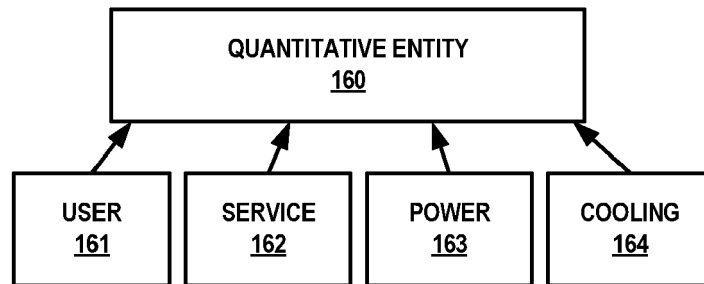 QUANTITATIVE ENTITY
160
USER
161
SERVICE
162
POWER
163
COOLING
164